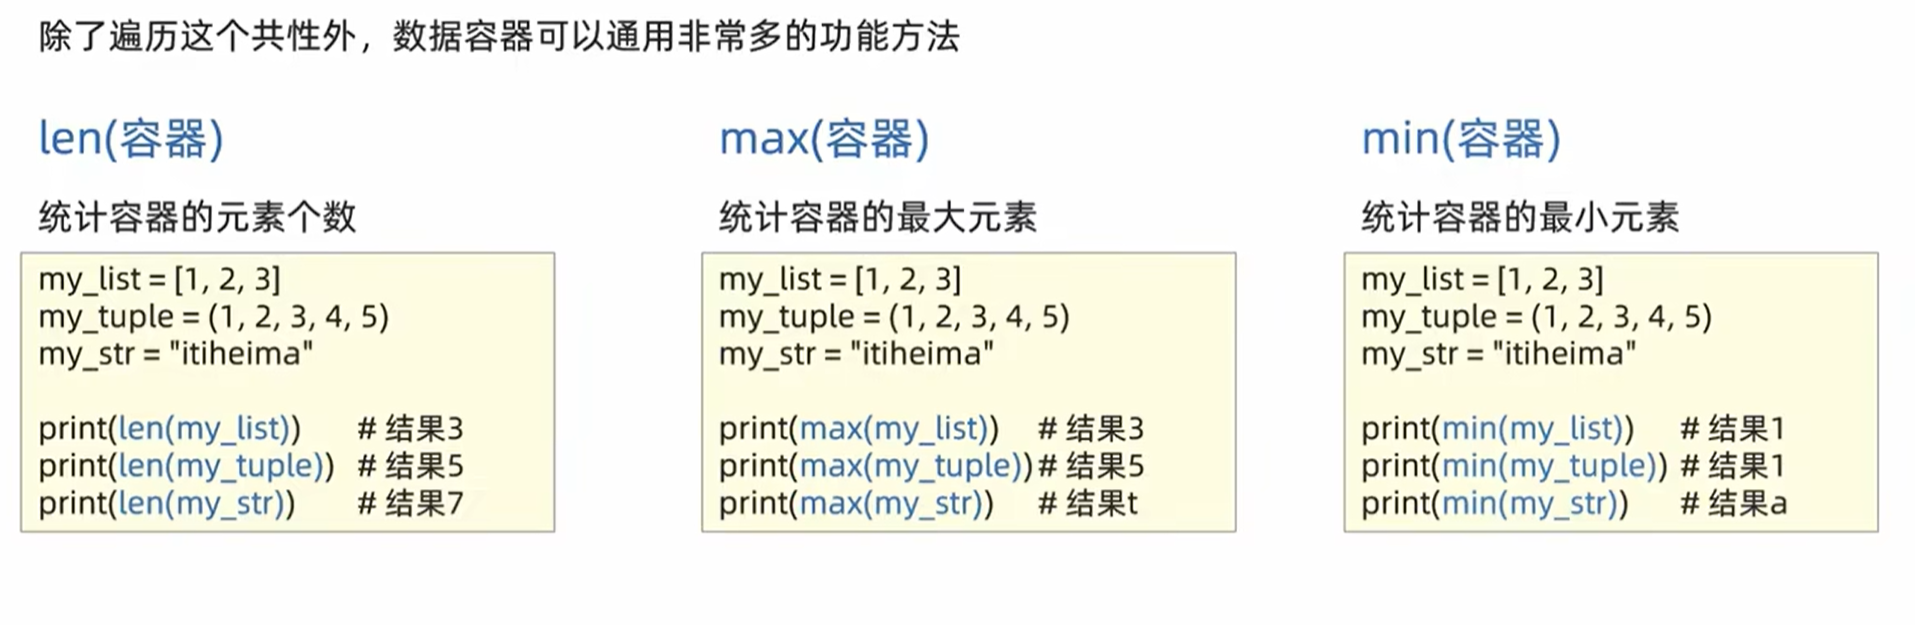 除了遍历这个共性外，数据容器可以通用非常多的功能方法
len(容器)
统计容器的元素个数
my_list = [1, 2, 3]
my_tuple = (1, 2, 3, 4, 5)
my_str = "itiheima"
print(len(my_list)) # 结果3
print(len(my_tuple)) # 结果5
print(len(my_str)) # 结果7
max(容器)
统计容器的最大元素
my_list = [1, 2, 3]
my_tuple = (1, 2, 3, 4, 5)
my_str = "itiheima"
print(max(my_list)) # 结果3
print(max(my_tuple))# 结果5
print(max(my_str)) # 结果t
min(容器)
统计容器的最小元素
my_list = [1, 2, 3]
my_tuple = (1, 2, 3, 4, 5)
my_str = "itiheima"
print(min(my_list)) # 结果1
print(min(my_tuple)) # 结果1
print(min(my_str)) # 结果a